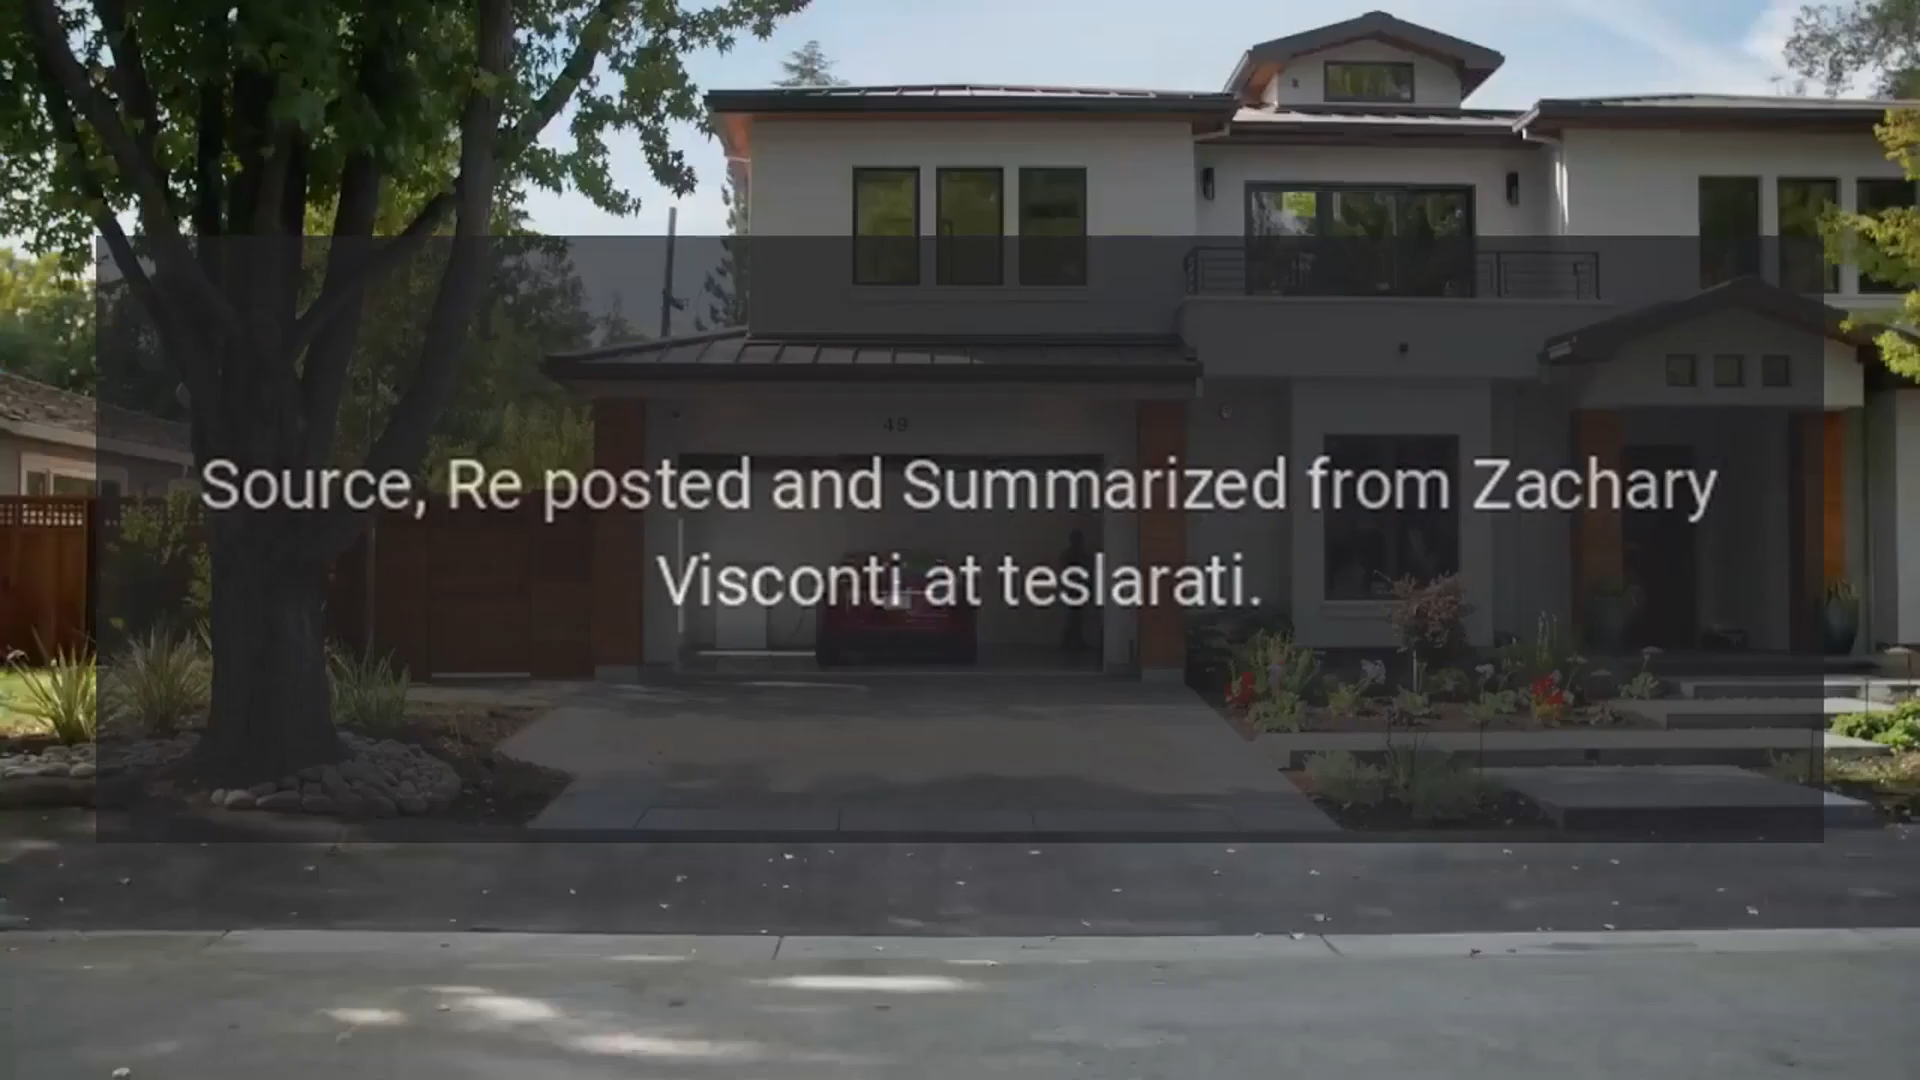 49
Source, Re posted and Summarized from Zachary
Visconti at teslarati.